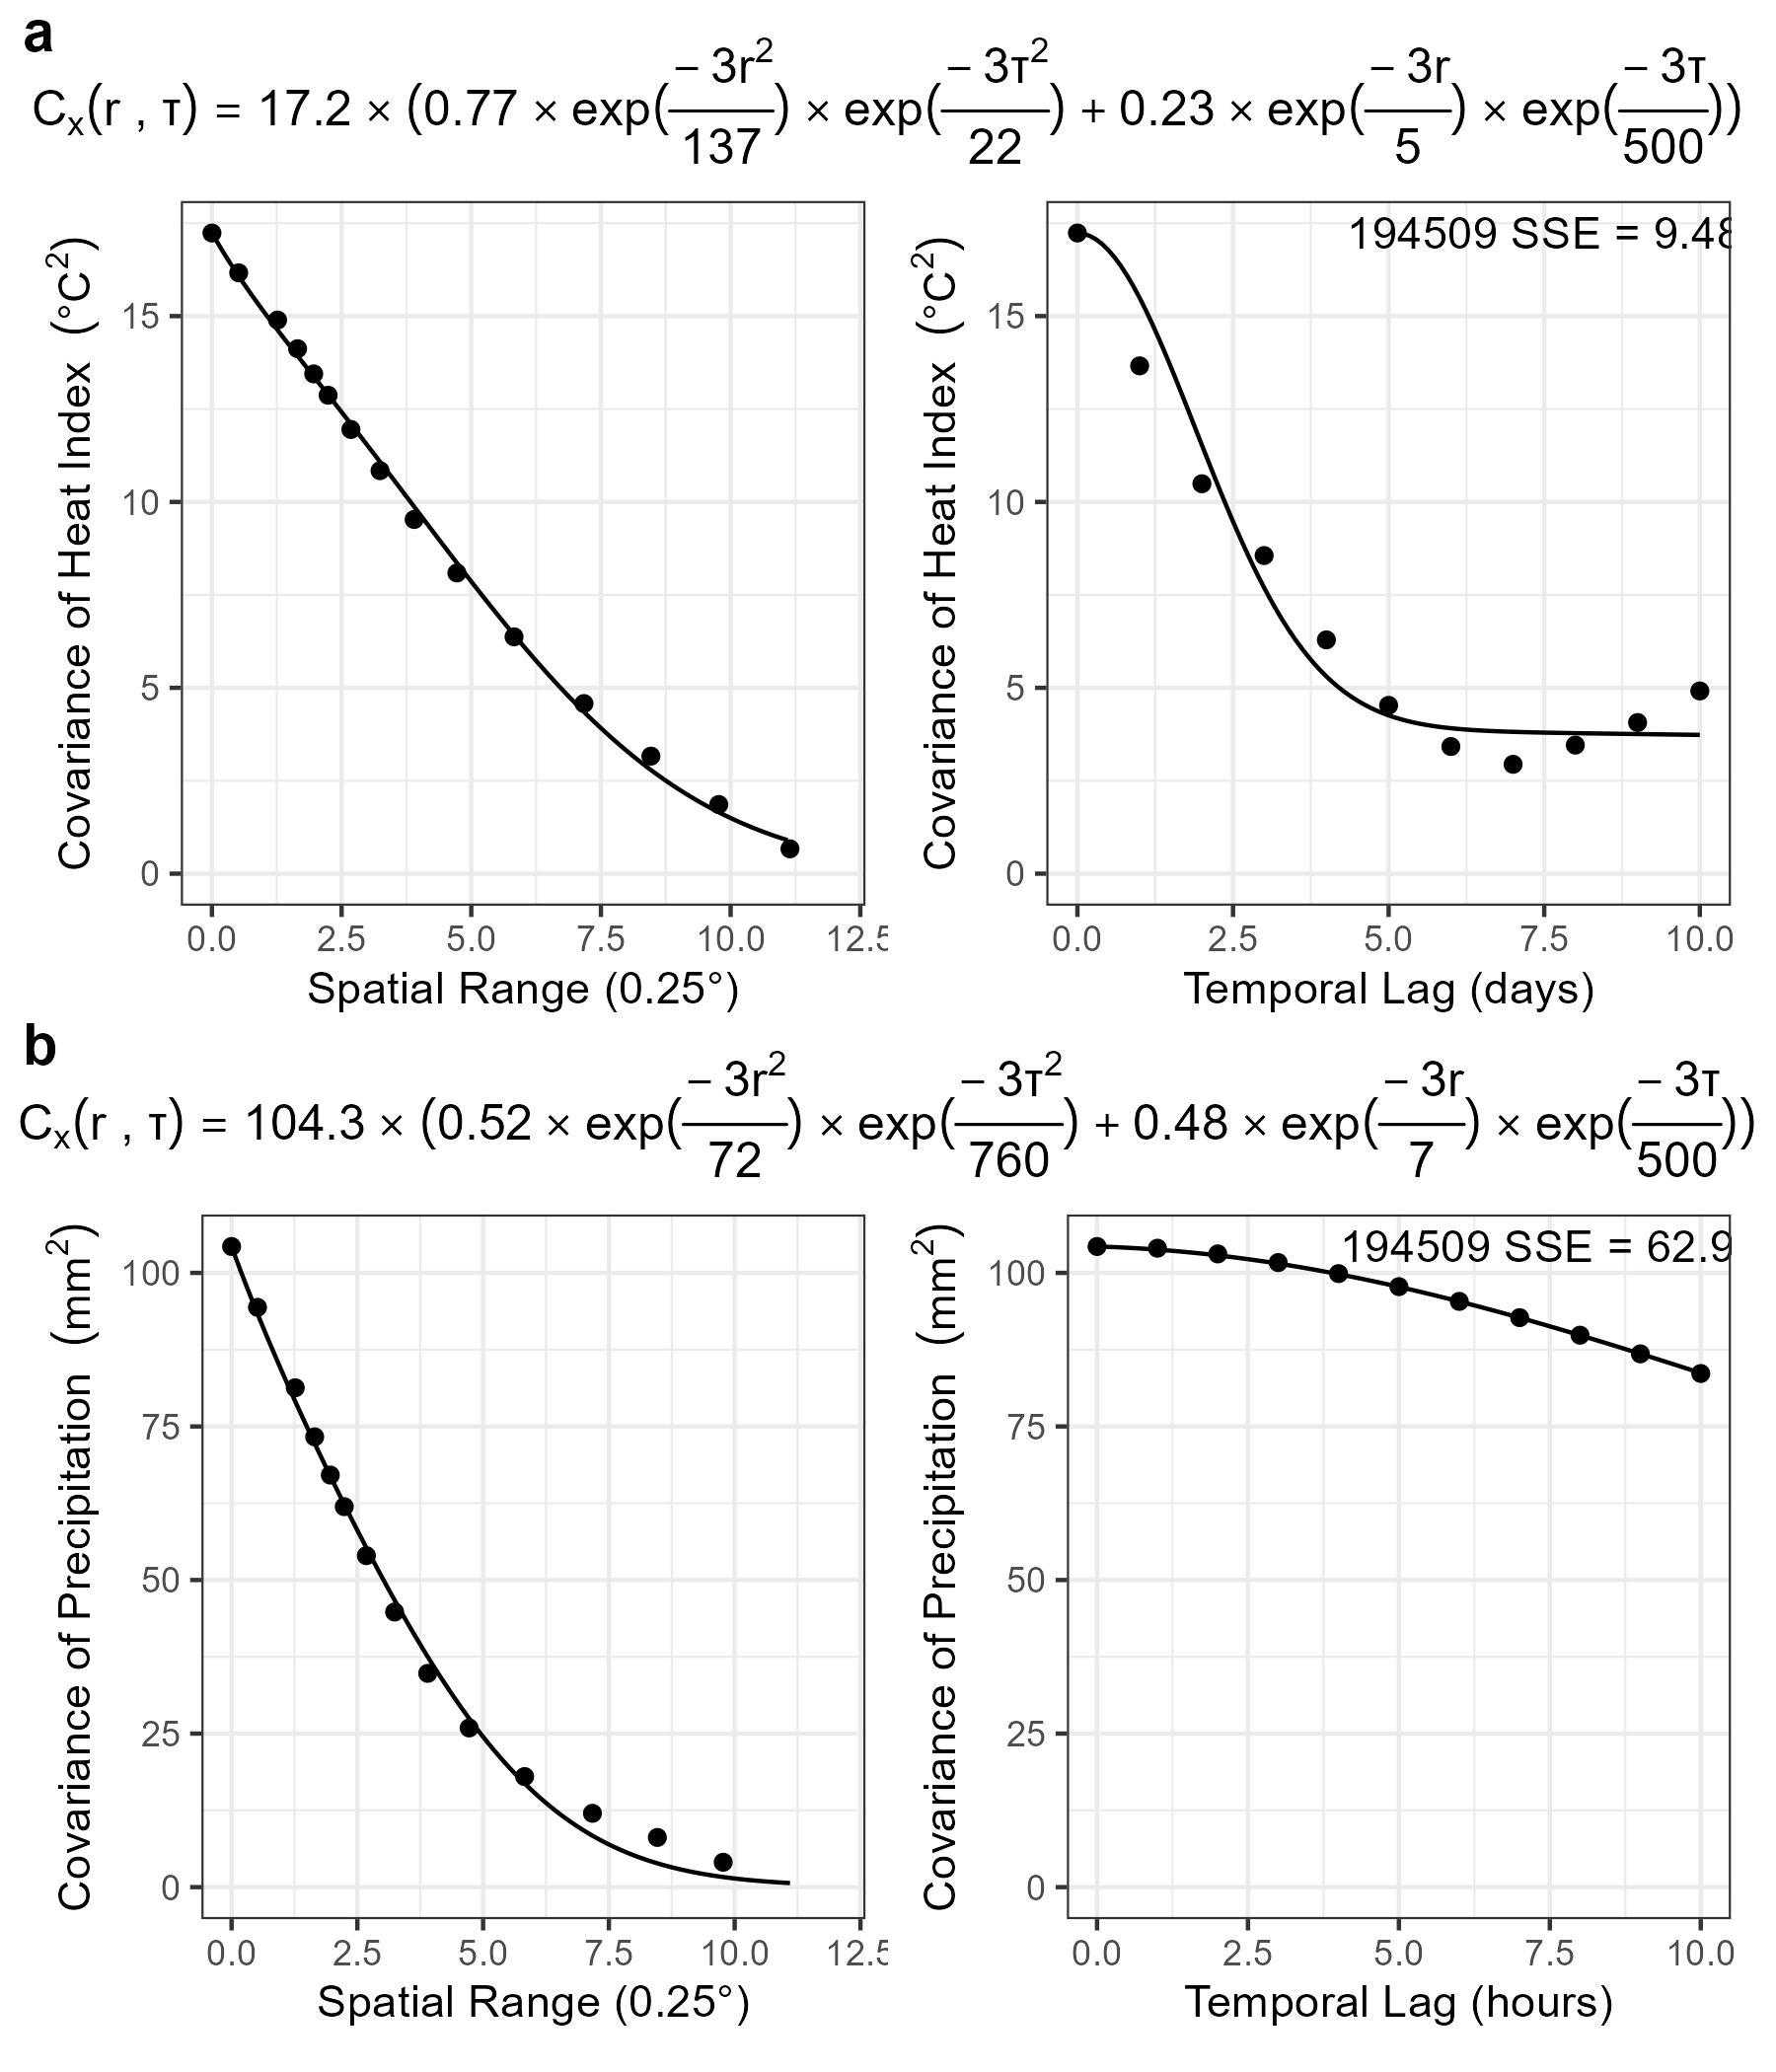 a
Cₓ(r , τ) = 17.2 × (0.77 × exp(− 3r²/137) × exp(− 3τ²/22) + 0.23 × exp(− 3r/5) × exp(− 3τ/500))
Covariance of Heat Index (°C²)
15
10
5
0
0.0 2.5 5.0 7.5 10.0 12.5
Spatial Range (0.25°)
194509 SSE = 9.48
Covariance of Heat Index (°C²)
15
10
5
0
0.0 2.5 5.0 7.5 10.0
Temporal Lag (days)
b
Cₓ(r , τ) = 104.3 × (0.52 × exp(− 3r²/72) × exp(− 3τ²/760) + 0.48 × exp(− 3r/7) × exp(− 3τ/500))
Covariance of Precipitation (mm²)
100
75
50
25
0
0.0 2.5 5.0 7.5 10.0 12.5
Spatial Range (0.25°)
194509 SSE = 62.9
Covariance of Precipitation (mm²)
100
75
50
25
0
0.0 2.5 5.0 7.5 10.0
Temporal Lag (hours)